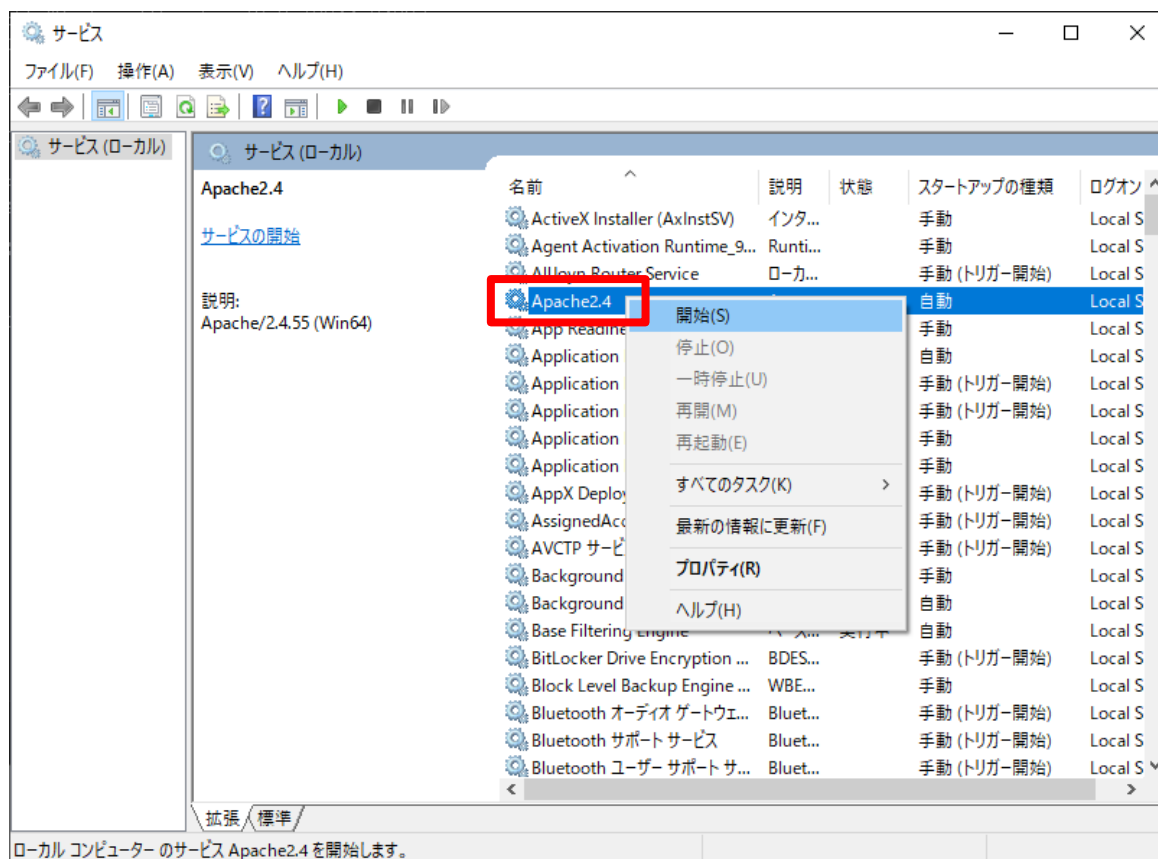 サービス
ファイル(F) 操作(A) 表示(V) ヘルプ(H)
サービス (ローカル)
サービス (ローカル)
Apache2.4
サービスの開始
説明:
Apache/2.4.55 (Win64)
名前 説明 状態 スタートアップの種類 ログオン
ActiveX Installer (AxInstSV) インタ... 手動 Local S
Agent Activation Runtime_9... Runti... 手動 Local S
AllJoyn Router Service ローカ... 手動 (トリガー開始) Local S
Apache2.4 自動 Local S
App Readine 手動 Local S
Application 自動 Local S
Application 手動 (トリガー開始) Local S
Application 手動 (トリガー開始) Local S
Application 手動 Local S
Application 手動 Local S
AppX Deploy 手動 (トリガー開始) Local S
AssignedAcc 手動 (トリガー開始) Local S
AVCTP サービ 手動 (トリガー開始) Local S
Background 手動 Local S
Background 自動 Local S
Base Filtering Engine 自動 Local S
BitLocker Drive Encryption ... BDES... 手動 (トリガー開始) Local S
Block Level Backup Engine ... WBE... 手動 Local S
Bluetooth オーディオ ゲートウェ... Bluet... 手動 (トリガー開始) Local S
Bluetooth サポート サービス Bluet... 手動 (トリガー開始) Local S
Bluetooth ユーザー サポート サ... Bluet... 手動 (トリガー開始) Local S
開始(S)
停止(O)
一時停止(U)
再開(M)
再起動(E)
すべてのタスク(K)
最新の情報に更新(F)
プロパティ(R)
ヘルプ(H)
拡張 標準
ローカル コンピューター のサービス Apache2.4 を開始します。